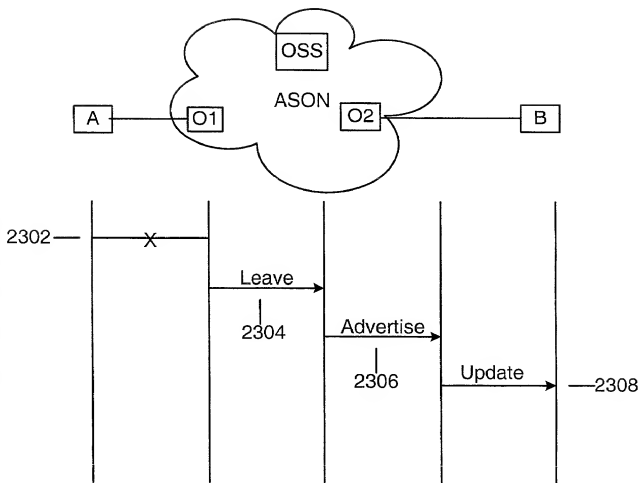 OSS
ASON
A
O1
O2
B
2302
X
Leave
2304
Advertise
2306
Update
2308